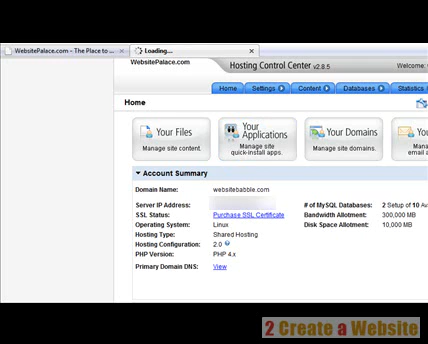 WebsitePalace.com - The Place to ...
Loading...
WebsitePalace.com
Hosting Control Center v2.8.5
Welcome:
Home
Settings
Content
Databases
Statistics
Home
Your Files
Manage site content.
Your Applications
Manage site quick-install apps.
Your Domains
Manage site domains.
Your
Manage
email a
Account Summary
Domain Name: websitebabble.com
Server IP Address: # of MySQL Databases: 2 Setup of 10 Av
SSL Status: Purchase SSL Certificate Bandwidth Allotment: 300,000 MB
Operating System: Linux Disk Space Allotment: 10,000 MB
Hosting Type: Shared Hosting
Hosting Configuration: 2.0
PHP Version: PHP 4.x
Primary Domain DNS: View
2 Create a Website